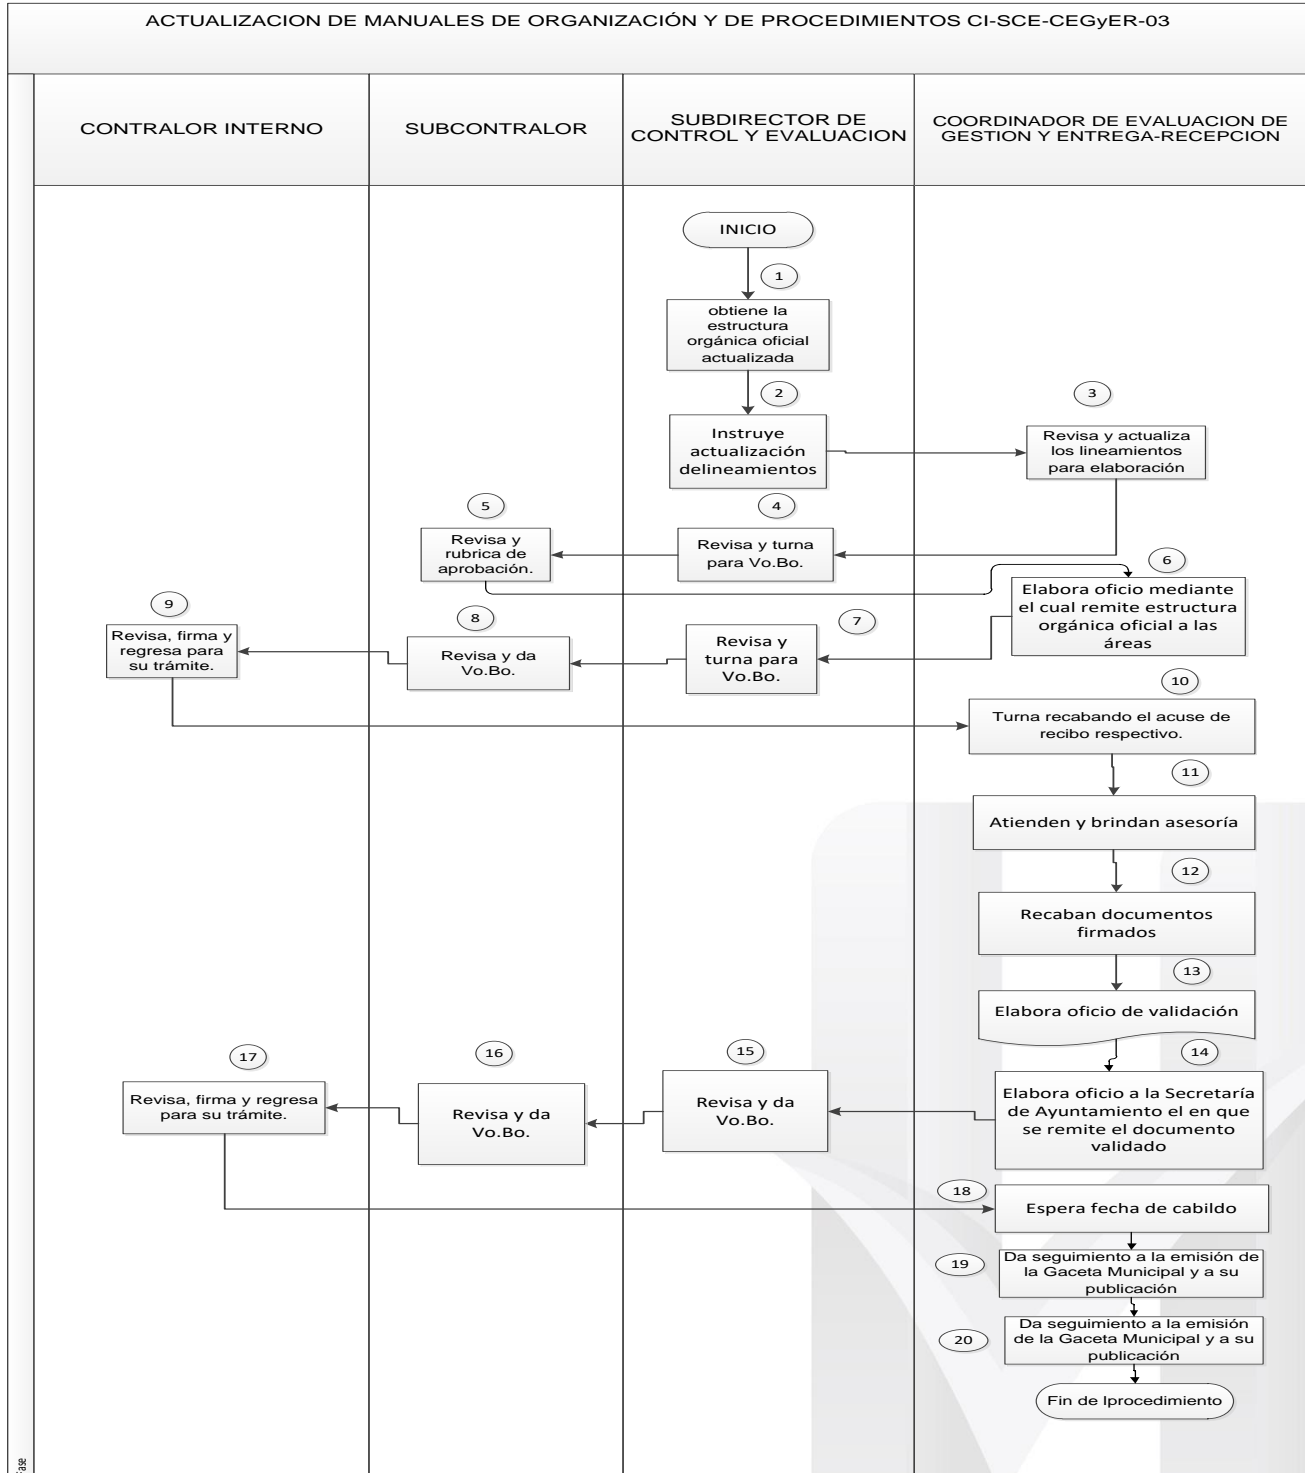 ACTUALIZACION DE MANUALES DE ORGANIZACIÓN Y DE PROCEDIMIENTOS CI-SCE-CEGyER-03
CONTRALOR INTERNO
SUBCONTRALOR
SUBDIRECTOR DE
CONTROL Y EVALUACION
COORDINADOR DE EVALUACION DE
GESTION Y ENTREGA-RECEPCION
INICIO
1
obtiene la
estructura
orgánica oficial
actualizada
2
Instruye
actualización
delineamientos
3
Revisa y actualiza
los lineamientos
para elaboración
4
Revisa y turna
para Vo.Bo.
5
Revisa y
rubrica de
aprobación.
6
Elabora oficio mediante
el cual remite estructura
orgánica oficial a las
áreas
7
Revisa y
turna para
Vo.Bo.
8
Revisa y da
Vo.Bo.
9
Revisa, firma y
regresa para
su trámite.
10
Turna recabando el acuse de
recibo respectivo.
11
Atienden y brindan asesoría
12
Recaban documentos
firmados
13
Elabora oficio de validación
14
Elabora oficio a la Secretaría
de Ayuntamiento el en que
se remite el documento
validado
15
Revisa y da
Vo.Bo.
16
Revisa y da
Vo.Bo.
17
Revisa, firma y regresa
para su trámite.
18
Espera fecha de cabildo
19
Da seguimiento a la emisión de
la Gaceta Municipal y a su
publicación
20
Da seguimiento a la emisión
de la Gaceta Municipal y a su
publicación
Fin de lprocedimiento
Fase